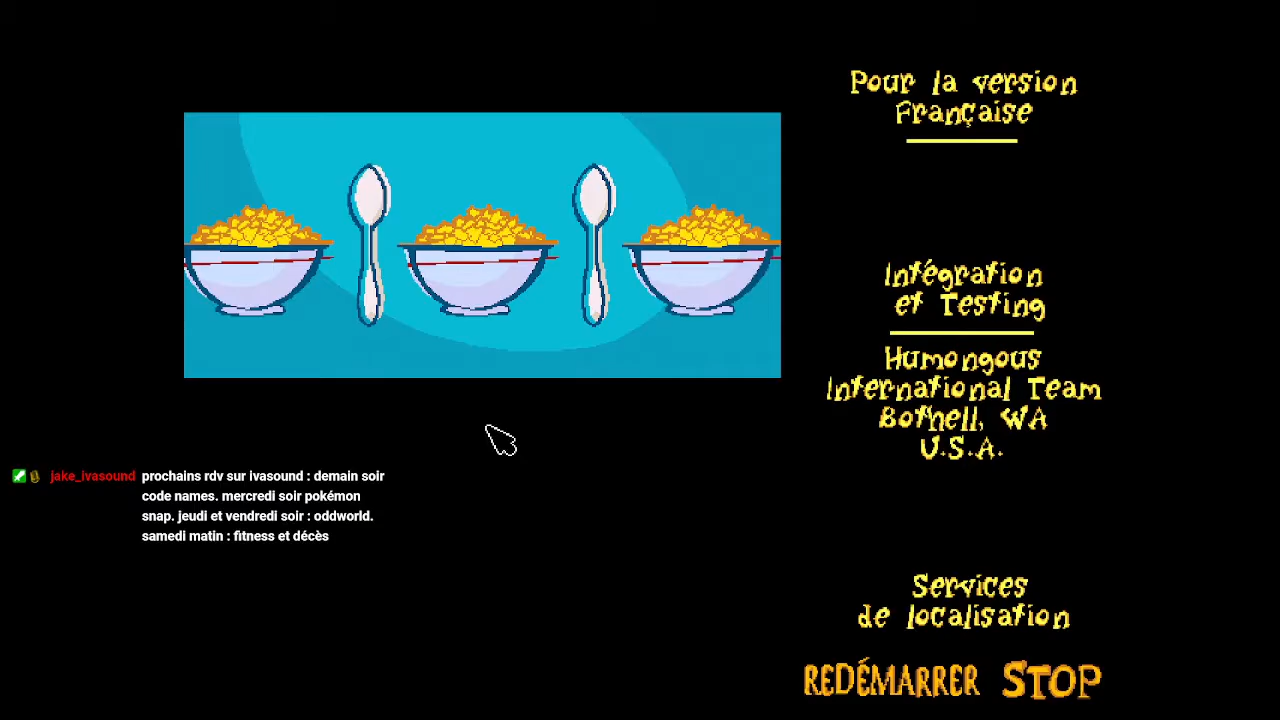 Pour la version
Française
Intégration
et Testing
Humongous
International Team
Bothell, WA
U.S.A.
jake_ivasound prochains rdv sur ivasound : demain soir
code names. mercredi soir pokémon
snap. jeudi et vendredi soir : oddworld.
samedi matin : fitness et décès
Services
de localisation
REDÉMARRER STOP